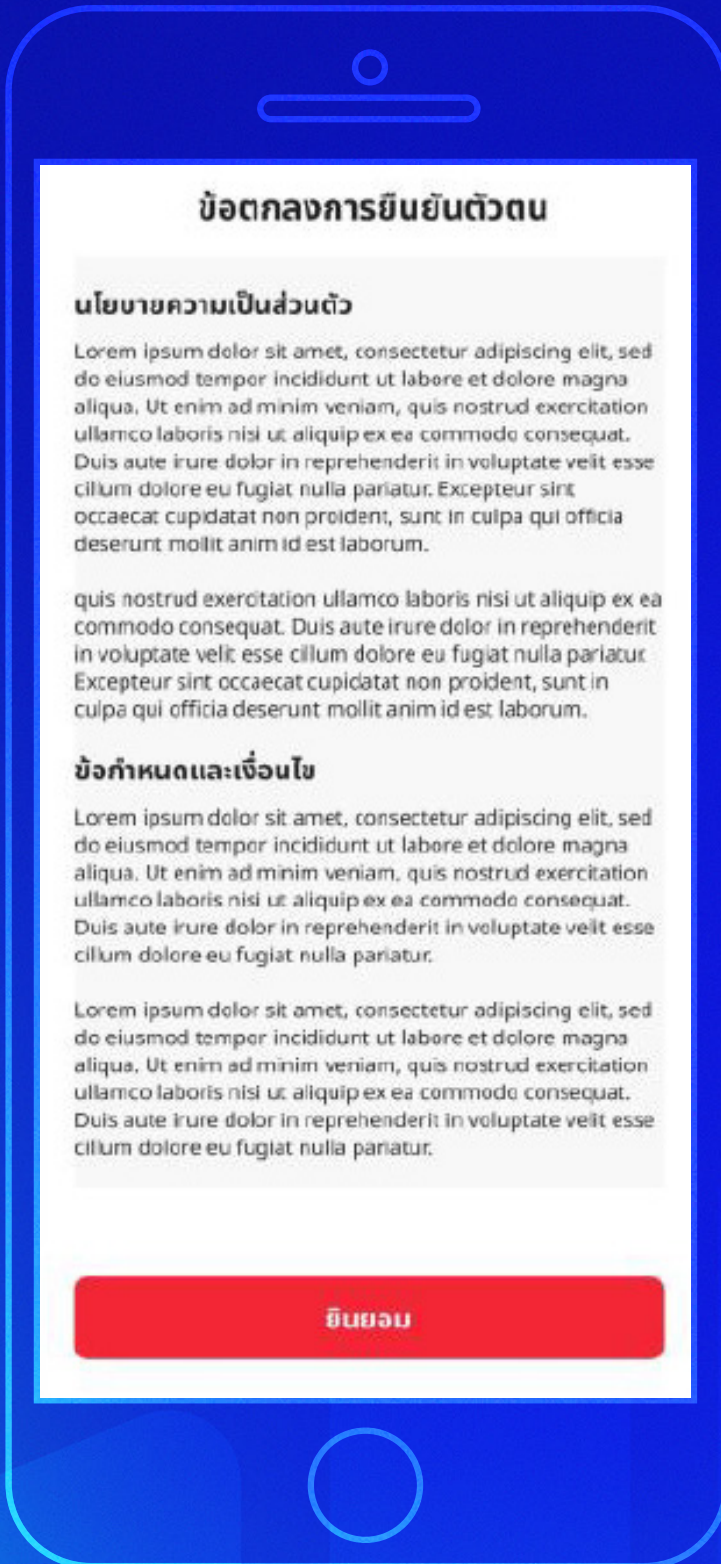 ข้อตกลงการยืนยันตัวตน
นโยบายความเป็นส่วนตัว
Lorem ipsum dolor sit amet, consectetur adipiscing elit, sed
do eiusmod tempor incididunt ut labore et dolore magna
aliqua. Ut enim ad minim veniam, quis nostrud exercitation
ullamco laboris nisi ut aliquip ex ea commodo consequat.
Duis aute irure dolor in reprehenderit in voluptate velit esse
cillum dolore eu fugiat nulla pariatur. Excepteur sint
occaecat cupidatat non proident, sunt in culpa qui officia
deserunt mollit anim id est laborum.
quis nostrud exercitation ullamco laboris nisi ut aliquip ex ea
commodo consequat. Duis aute irure dolor in reprehenderit
in voluptate velit esse cillum dolore eu fugiat nulla pariatur.
Excepteur sint occaecat cupidatat non proident, sunt in
culpa qui officia deserunt mollit anim id est laborum.
ข้อกำหนดและเงื่อนไข
Lorem ipsum dolor sit amet, consectetur adipiscing elit, sed
do eiusmod tempor incididunt ut labore et dolore magna
aliqua. Ut enim ad minim veniam, quis nostrud exercitation
ullamco laboris nisi ut aliquip ex ea commodo consequat.
Duis aute irure dolor in reprehenderit in voluptate velit esse
cillum dolore eu fugiat nulla pariatur.
Lorem ipsum dolor sit amet, consectetur adipiscing elit, sed
do eiusmod tempor incididunt ut labore et dolore magna
aliqua. Ut enim ad minim veniam, quis nostrud exercitation
ullamco laboris nisi ut aliquip ex ea commodo consequat.
Duis aute irure dolor in reprehenderit in voluptate velit esse
cillum dolore eu fugiat nulla pariatur.
ยินยอม